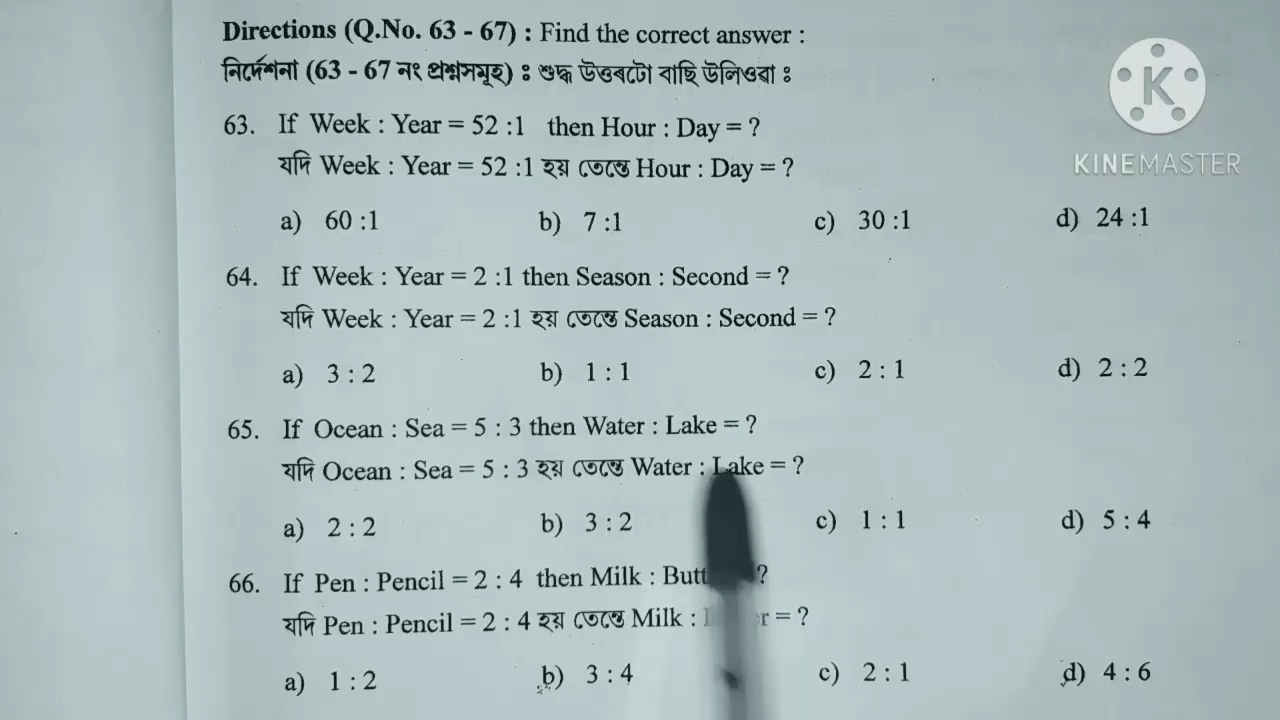 Directions (Q.No. 63 - 67) : Find the correct answer :
নিৰ্দেশনা (63 - 67 নং প্ৰশ্নসমূহ) ঃ শুদ্ধ উত্তৰটো বাছি উলিওৱা ঃ
K
KINEMASTER
63. If Week : Year = 52 :1 then Hour : Day = ?
যদি Week : Year = 52 :1 হয় তেন্তে Hour : Day = ?
a) 60 :1 b) 7 :1 c) 30 :1 d) 24 :1
64. If Week : Year = 2 :1 then Season : Second = ?
যদি Week : Year = 2 :1 হয় তেন্তে Season : Second = ?
a) 3 : 2 b) 1 : 1 c) 2 : 1 d) 2 : 2
65. If Ocean : Sea = 5 : 3 then Water : Lake = ?
যদি Ocean : Sea = 5 : 3 হয় তেন্তে Water : Lake = ?
a) 2 : 2 b) 3 : 2 c) 1 : 1 d) 5 : 4
66. If Pen : Pencil = 2 : 4 then Milk : ?
যদি Pen : Pencil = 2 : 4 হয় তেন্তে Milk : = ?
a) 1 : 2 b) 3 : 4 c) 2 : 1 d) 4 : 6